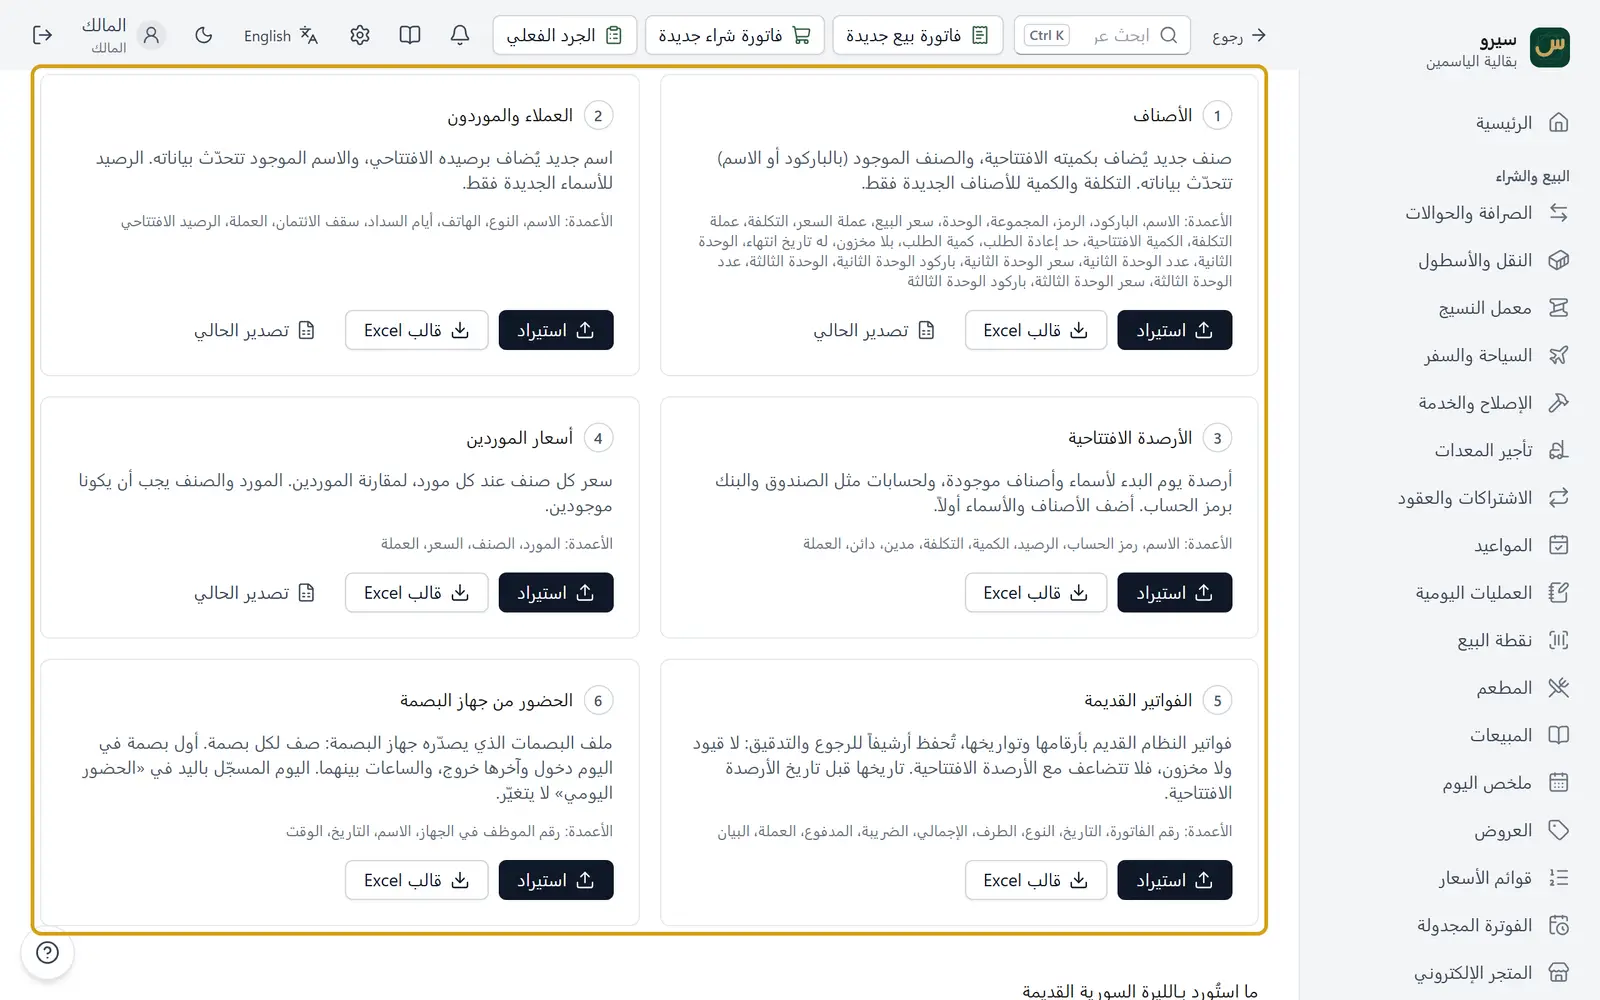 سيرو
بقالية الياسمين
رجوع
ابحث عر
Ctrl K
فاتورة بيع جديدة
فاتورة شراء جديدة
الجرد الفعلي
English
المالك
المالك
الرئيسية
البيع والشراء
الصرافة والحوالات
النقل والأسطول
معمل النسيج
السياحة والسفر
الإصلاح والخدمة
تأجير المعدات
الاشتراكات والعقود
المواعيد
العمليات اليومية
نقطة البيع
المطعم
المبيعات
ملخص اليوم
العروض
قوائم الأسعار
الفوترة المجدولة
المتجر الإلكتروني
1 الأصناف
صنف جديد يُضاف بكميته الافتتاحية، والصنف الموجود (بالباركود أو الاسم)
تتحدّث بياناته. التكلفة والكمية للأصناف الجديدة فقط.
الأعمدة: الاسم، الباركود، الرمز، المجموعة، الوحدة، سعر البيع، عملة السعر، التكلفة، عملة
التكلفة، الكمية الافتتاحية، حد إعادة الطلب، كمية الطلب، بلا مخزون، له تاريخ انتهاء، الوحدة
الثانية، عدد الوحدة الثانية، سعر الوحدة الثانية، باركود الوحدة الثانية، الوحدة الثالثة، عدد
الوحدة الثالثة، سعر الوحدة الثالثة، باركود الوحدة الثالثة
استيراد
قالب Excel
تصدير الحالي
2 العملاء والموردون
اسم جديد يُضاف برصيده الافتتاحي، والاسم الموجود تتحدّث بياناته. الرصيد
للأسماء الجديدة فقط.
الأعمدة: الاسم، النوع، الهاتف، أيام السداد، سقف الائتمان، العملة، الرصيد الافتتاحي
استيراد
قالب Excel
تصدير الحالي
3 الأرصدة الافتتاحية
أرصدة يوم البدء لأسماء وأصناف موجودة، ولحسابات مثل الصندوق والبنك
برمز الحساب. أضف الأصناف والأسماء أولاً.
الأعمدة: الاسم، رمز الحساب، الرصيد، الكمية، التكلفة، مدين، دائن، العملة
استيراد
قالب Excel
4 أسعار الموردين
سعر كل صنف عند كل مورد، لمقارنة الموردين. المورد والصنف يجب أن يكونا
موجودين.
الأعمدة: المورد، الصنف، السعر، العملة
استيراد
قالب Excel
تصدير الحالي
5 الفواتير القديمة
فواتير النظام القديم بأرقامها وتواريخها، تُحفظ أرشيفاً للرجوع والتدقيق: لا قيود
ولا مخزون، فلا تتضاعف مع الأرصدة الافتتاحية. تاريخها قبل تاريخ الأرصدة
الافتتاحية.
الأعمدة: رقم الفاتورة، التاريخ، النوع، الطرف، الإجمالي، الضريبة، المدفوع، العملة، البيان
استيراد
قالب Excel
6 الحضور من جهاز البصمة
ملف البصمات الذي يصدّره جهاز البصمة: صف لكل بصمة. أول بصمة في
اليوم دخول وآخرها خروج، والساعات بينهما. اليوم المسجّل باليد في «الحضور
اليومي» لا يتغيّر.
الأعمدة: رقم الموظف في الجهاز، الاسم، التاريخ، الوقت
استيراد
قالب Excel
ما استُورد بالليرة السورية القديمة